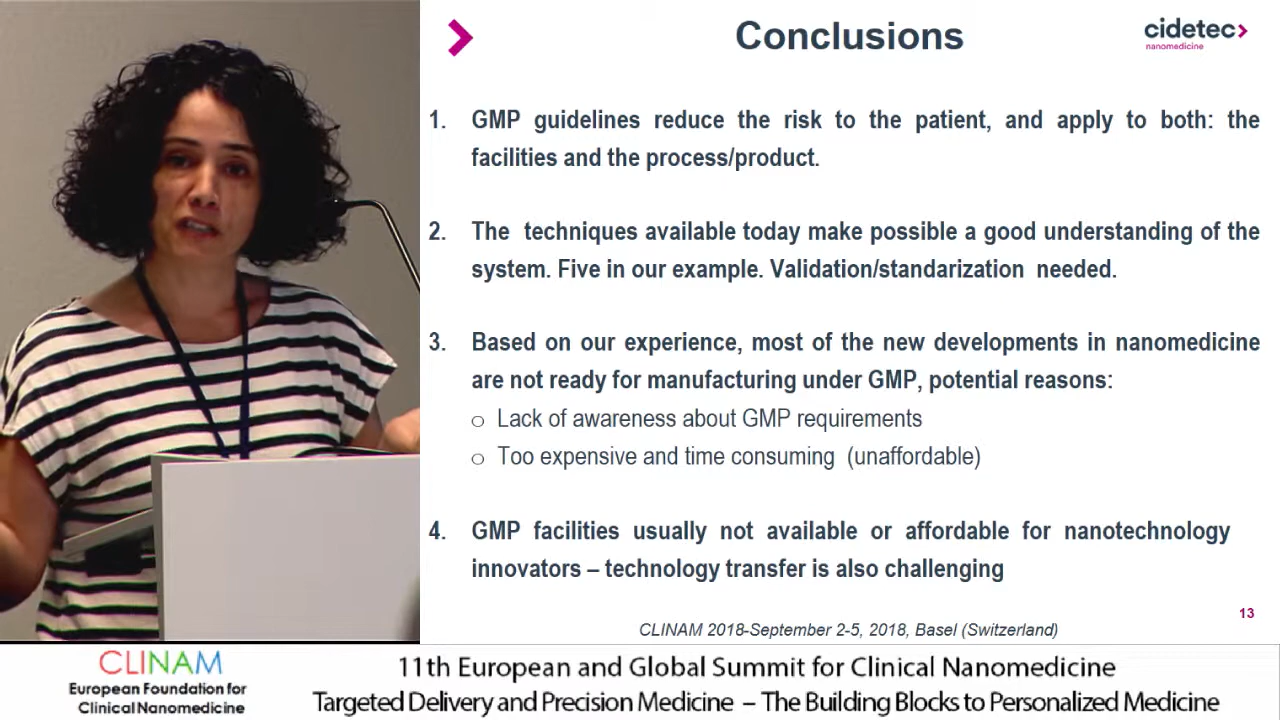 Conclusions
cidetec>
nanomedicine
1. GMP guidelines reduce the risk to the patient, and apply to both: the
facilities and the process/product.
2. The techniques available today make possible a good understanding of the
system. Five in our example. Validation/standarization needed.
3. Based on our experience, most of the new developments in nanomedicine
are not ready for manufacturing under GMP, potential reasons:
o Lack of awareness about GMP requirements
o Too expensive and time consuming (unaffordable)
4. GMP facilities usually not available or affordable for nanotechnology
innovators – technology transfer is also challenging
13
CLINAM 2018-September 2-5, 2018, Basel (Switzerland)
CLINAM
European Foundation for
Clinical Nanomedicine
11th European and Global Summit for Clinical Nanomedicine
Targeted Delivery and Precision Medicine – The Building Blocks to Personalized Medicine